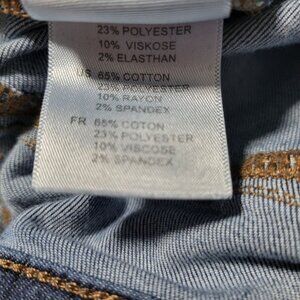 23% POLYESTER
10% VISKOSE
2% ELASTHAN
US 65% COTTON
23% POLYESTER
10% RAYON
2% SPANDEX
FR 65% COTON
23% POLYESTER
10% VISCOSE
2% SPANDEX